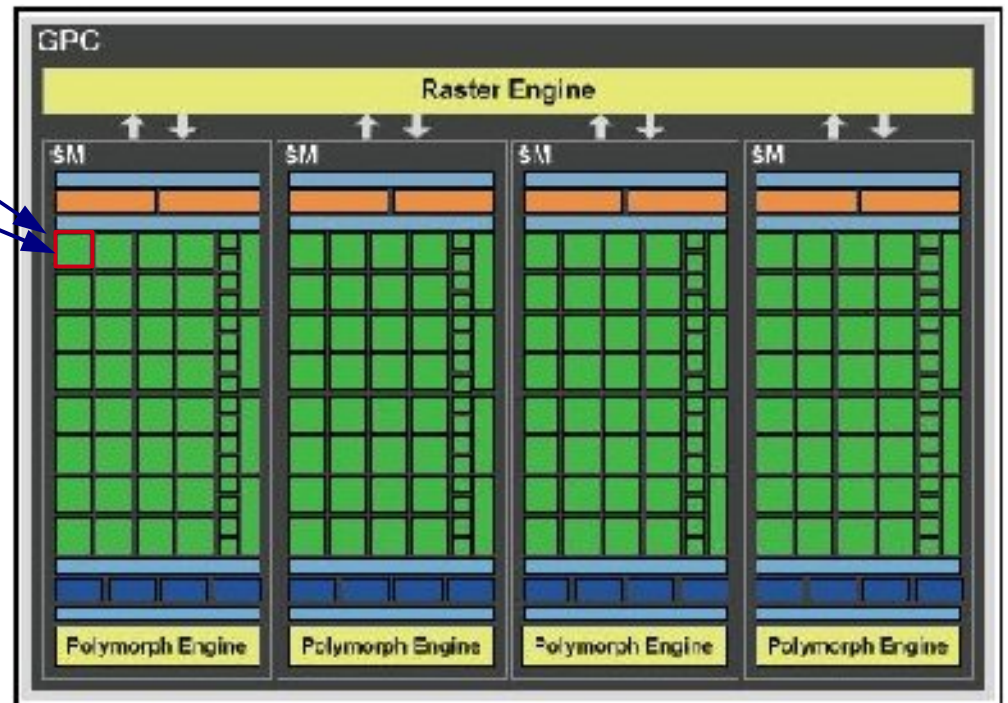 GPC
Raster Engine
SM SM SM SM
Polymorph Engine Polymorph Engine Polymorph Engine Polymorph Engine